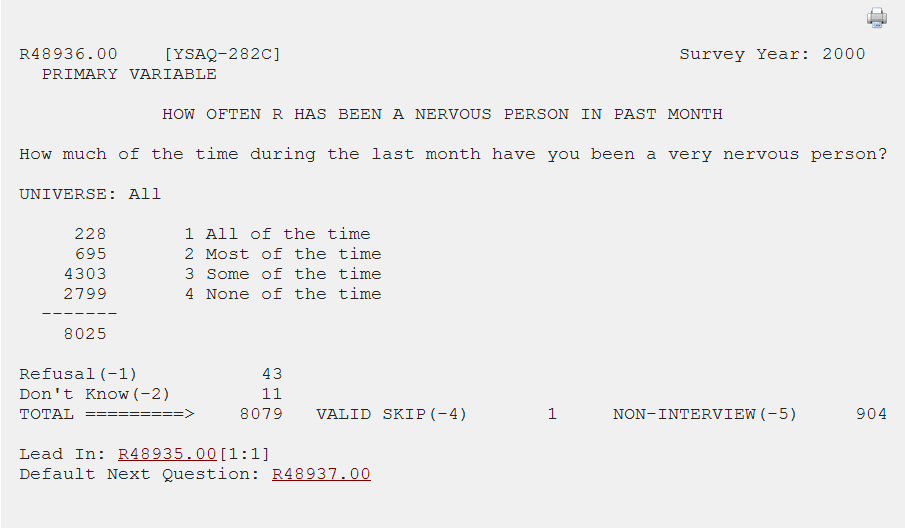 R48936.00 [YSAQ-282C] Survey Year: 2000
PRIMARY VARIABLE
HOW OFTEN R HAS BEEN A NERVOUS PERSON IN PAST MONTH
How much of the time during the last month have you been a very nervous person?
UNIVERSE: All
228 1 All of the time
695 2 Most of the time
4303 3 Some of the time
2799 4 None of the time
-------
8025
Refusal(-1) 43
Don't Know(-2) 11
TOTAL =========> 8079 VALID SKIP(-4) 1 NON-INTERVIEW(-5) 904
Lead In: R48935.00[1:1]
Default Next Question: R48937.00